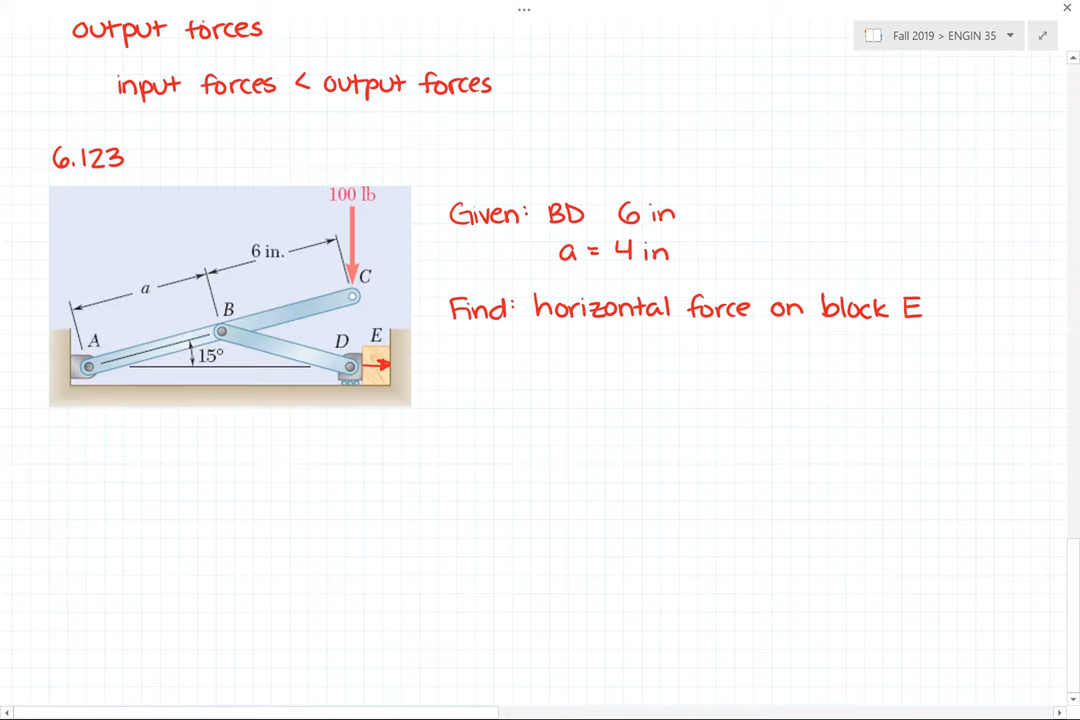 ...
Fall 2019 > ENGIN 35
output forces
input forces < output forces
6.123
100 lb
6 in.
a
C
B
A
15°
D
E
Given: BD 6 in
a = 4 in
Find: horizontal force on block E